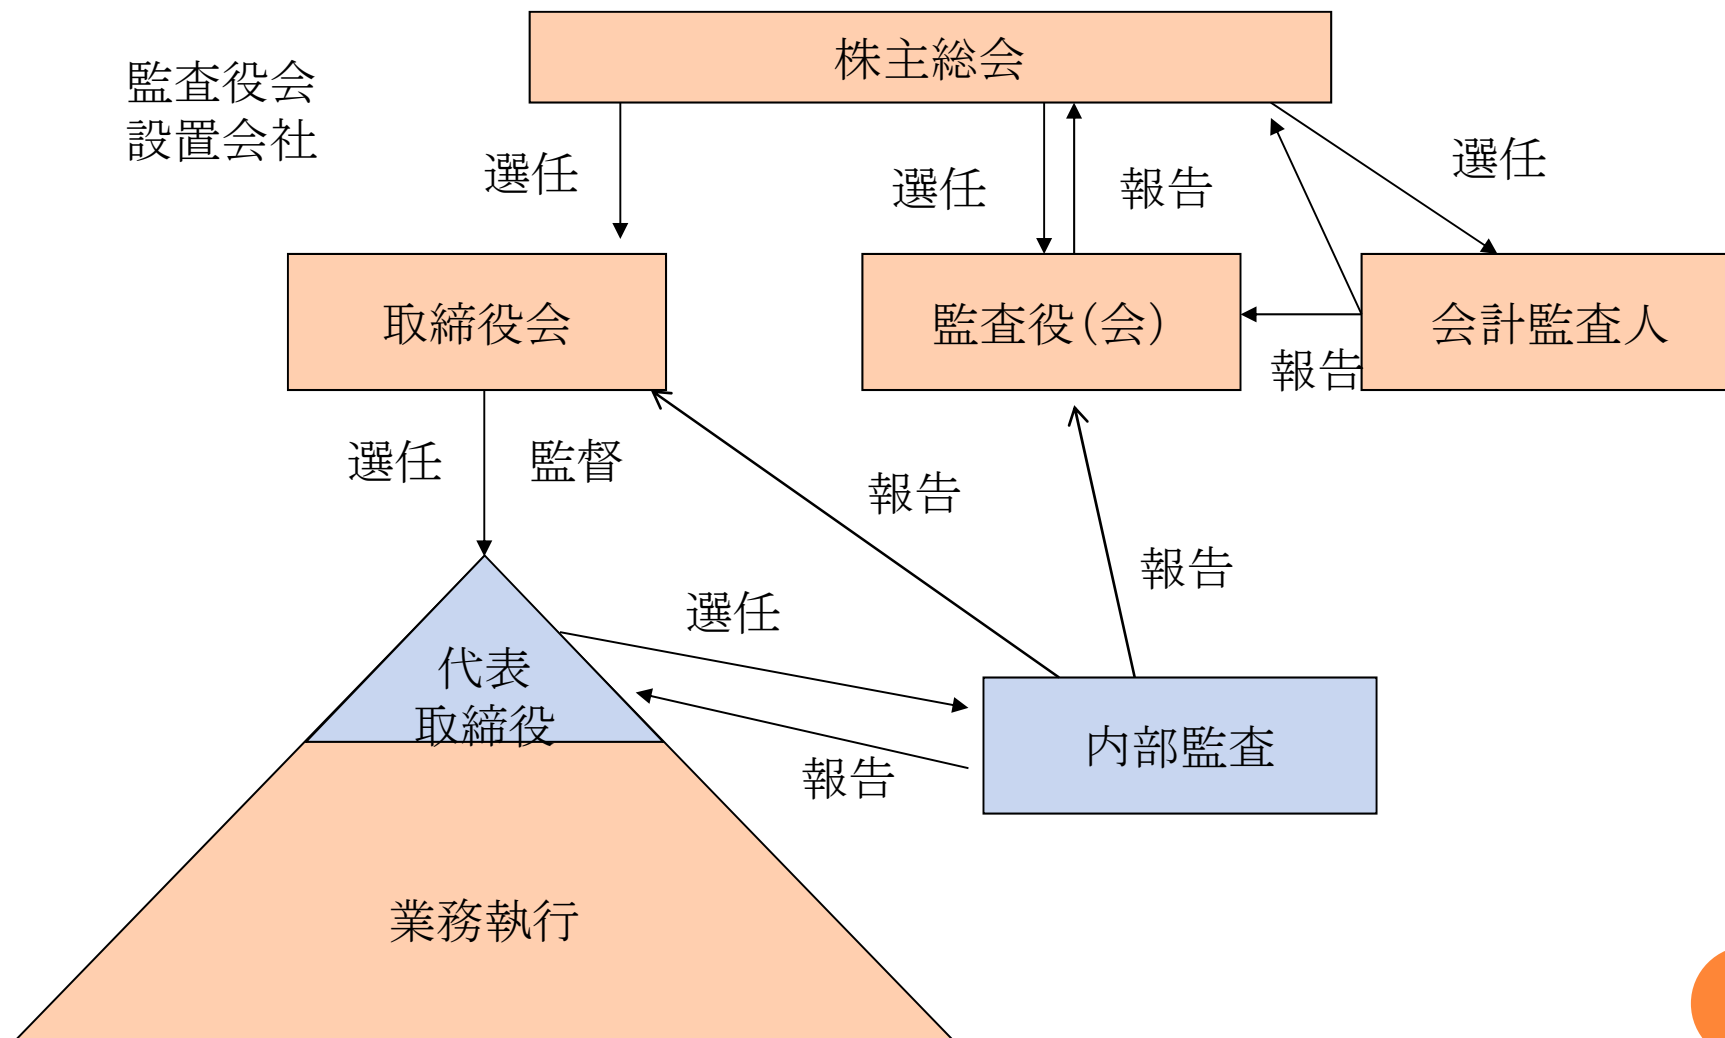 株主総会
監査役会
設置会社
選任
選任
報告
選任
取締役会
監査役(会)
会計監査人
報告
選任
監督
報告
報告
選任
代表
取締役
内部監査
報告
業務執行